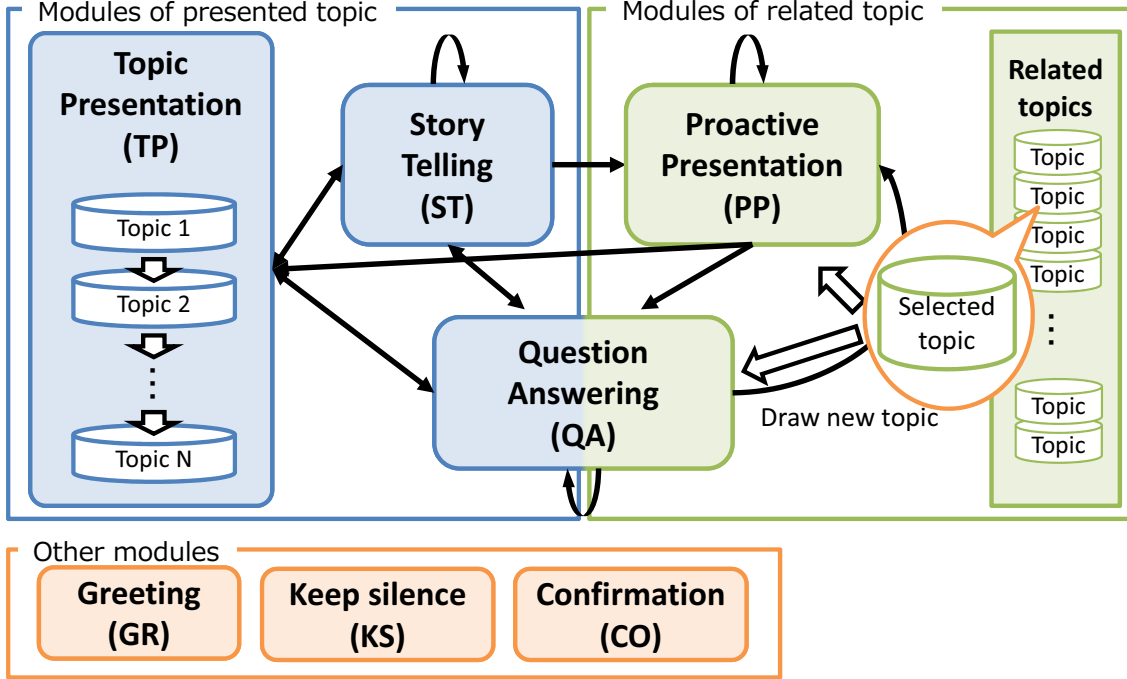 Modules of presented topic
Modules of related topic
Topic
Presentation
(TP)
Topic 1
Topic 2
Topic N
Story
Telling
(ST)
Proactive
Presentation
(PP)
Question
Answering
(QA)
Related
topics
Topic
Topic
Topic
Topic
Topic
Topic
Selected
topic
Draw new topic
Other modules
Greeting
(GR)
Keep silence
(KS)
Confirmation
(CO)